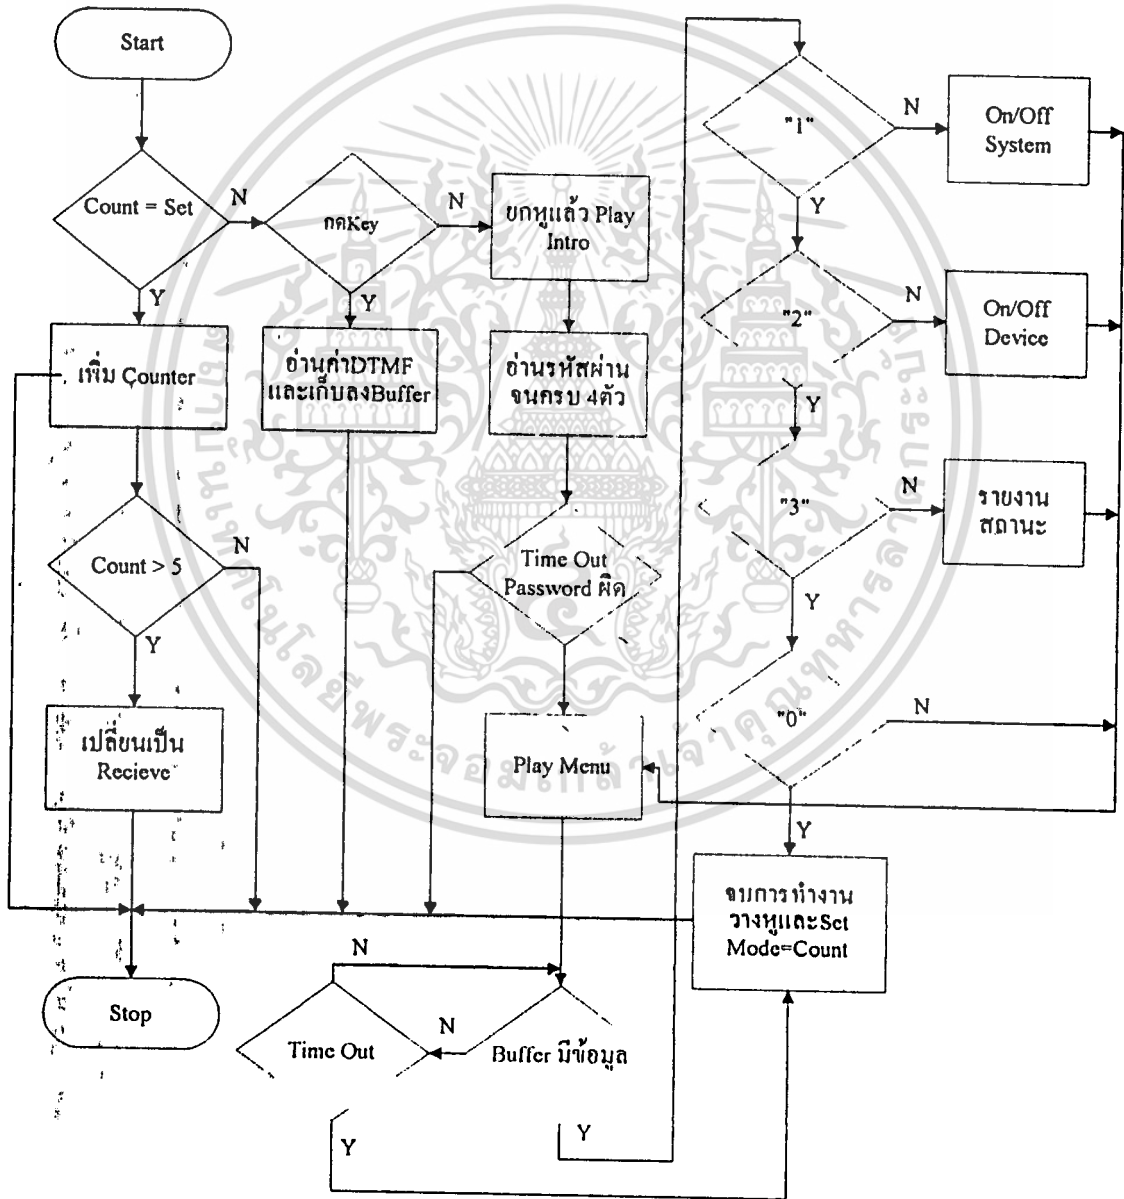 Start
Count = Set
N
Y
กดKey
N
Y
ยกหูแล้ว Play
Intro
เพิ่ม Counter
อ่านค่าDTMF
และเก็บลงBuffer
อ่านรหัสผ่าน
จนครบ 4ตัว
Count > 5
N
Y
Time Out
Password ผิด
เปลี่ยนเป็น
Recieve
Play Menu
Stop
Time Out
N
Y
Buffer มีข้อมูล
N
Y
"1"
N
Y
On/Off
System
"2"
N
Y
On/Off
Device
"3"
N
Y
รายงาน
สถานะ
"0"
N
Y
จบการทำงาน
วางหูและSet
Mode=Count